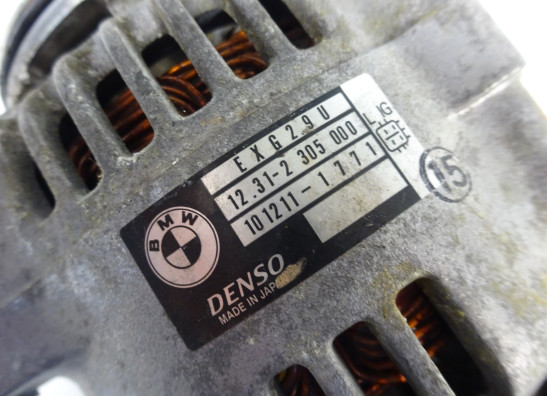 EXG29U
12.31-2 305 000
101211-1771
L IG
15
BMW
DENSO
MADE IN JAPAN